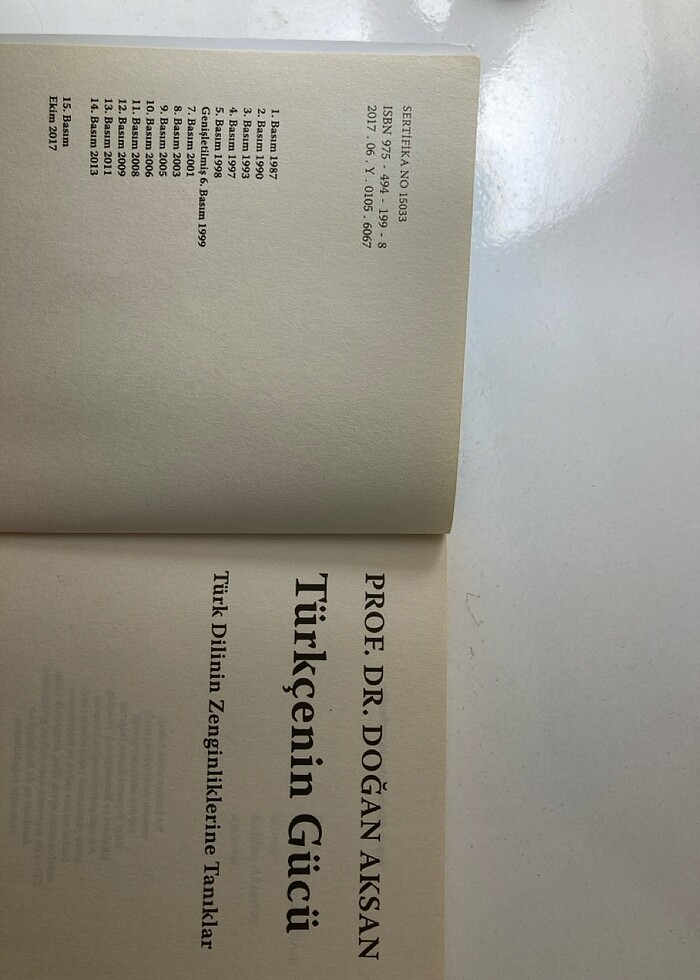 SERTİFİKA NO 15033
ISBN 975 - 494 - 199 - 8
2017 . 06 . Y . 0105 . 6067
1. Basım 1987
2. Basım 1990
3. Basım 1993
4. Basım 1997
5. Basım 1998
Genişletilmiş 6. Basım 1999
7. Basım 2001
8. Basım 2003
9. Basım 2005
10. Basım 2006
11. Basım 2008
12. Basım 2009
13. Basım 2011
14. Basım 2013
15. Basım
Ekim 2017
PROF. DR. DOĞAN AKSAN
Türkçenin Gücü
Türk Dilinin Zenginliklerine Tanıklar